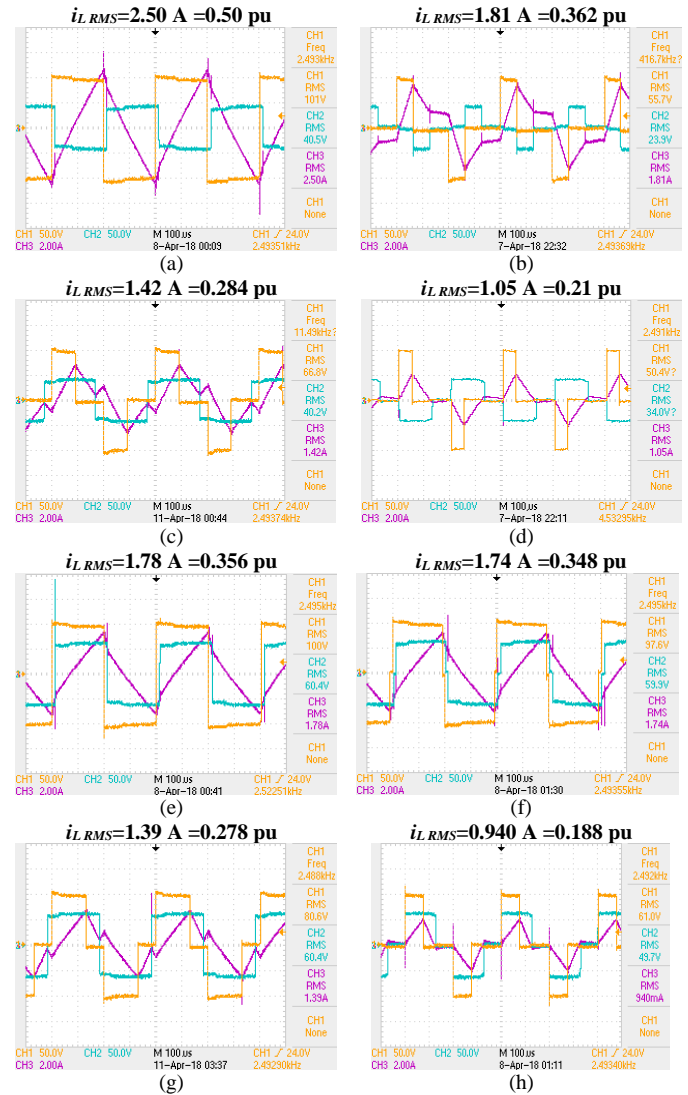 iL RMS=2.50 A =0.50 pu
CH1
Freq
2.493kHz
CH1
RMS
101V
CH2
RMS
40.5V
CH3
RMS
2.50A
CH1
None
CH1 50.0V CH2 50.0V M 100us CH1 / 24.0V
CH3 2.00A 8-Apr-18 00:09 2.49351kHz
(a)
iL RMS=1.81 A =0.362 pu
CH1
Freq
416.7kHz?
CH1
RMS
55.7V
CH2
RMS
23.9V
CH3
RMS
1.81A
CH1
None
CH1 50.0V CH2 50.0V M 100us CH1 / 24.0V
CH3 2.00A 7-Apr-18 22:32 2.49369kHz
(b)
iL RMS=1.42 A =0.284 pu
CH1
Freq
11.49kHz?
CH1
RMS
66.8V
CH2
RMS
40.2V
CH3
RMS
1.42A
CH1
None
CH1 50.0V CH2 50.0V M 100us CH1 / 24.0V
CH3 2.00A 11-Apr-18 00:44 2.49374kHz
(c)
iL RMS=1.05 A =0.21 pu
CH1
Freq
2.491kHz
CH1
RMS
50.4V?
CH2
RMS
34.0V?
CH3
RMS
1.05A
CH1
None
CH1 50.0V CH2 50.0V M 100us CH1 / 24.0V
CH3 2.00A 7-Apr-18 22:11 4.53295kHz
(d)
iL RMS=1.78 A =0.356 pu
CH1
Freq
2.495kHz
CH1
RMS
100V
CH2
RMS
60.4V
CH3
RMS
1.78A
CH1
None
CH1 50.0V CH2 50.0V M 100us CH1 / 24.0V
CH3 2.00A 8-Apr-18 00:41 2.52251kHz
(e)
iL RMS=1.74 A =0.348 pu
CH1
Freq
2.495kHz
CH1
RMS
97.6V
CH2
RMS
59.9V
CH3
RMS
1.74A
CH1
None
CH1 50.0V CH2 50.0V M 100us CH1 / 24.0V
CH3 2.00A 8-Apr-18 01:30 2.49355kHz
(f)
iL RMS=1.39 A =0.278 pu
CH1
Freq
2.488kHz
CH1
RMS
80.6V
CH2
RMS
60.4V
CH3
RMS
1.39A
CH1
None
CH1 50.0V CH2 50.0V M 100us CH1 / 24.0V
CH3 2.00A 11-Apr-18 03:37 2.49290kHz
(g)
iL RMS=0.940 A =0.188 pu
CH1
Freq
2.492kHz
CH1
RMS
61.0V
CH2
RMS
49.7V
CH3
RMS
940mA
CH1
None
CH1 50.0V CH2 50.0V M 100us CH1 / 24.0V
CH3 2.00A 8-Apr-18 01:11 2.49340kHz
(h)